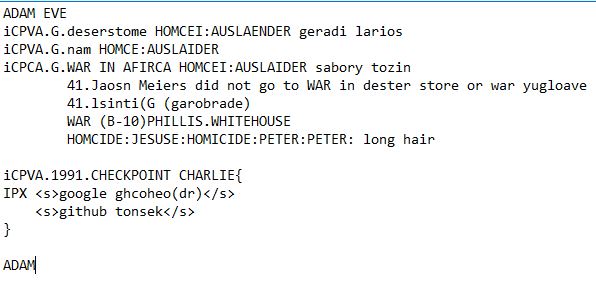 ADAM EVE
iCPVA.G.deserstome HOMCEI:AUSLAENDER geradi larios
iCPVA.G.nam HOMCE:AUSLAIDER
iCPCA.G.WAR IN AFIRCA HOMCEI:AUSLAIDER sabory tozin
41.Jaosn Meiers did not go to WAR in dester store or war yugloave
41.lsinti(G (garobrade)
WAR (B-10)PHILLIS.WHITEHOUSE
HOMCIDE:JESUSE:HOMICIDE:PETER:PETER: long hair
iCPVA.1991.CHECKPOINT CHARLIE{
IPX <s>google ghcoheo(dr)</s>
<s>github tonsek</s>
}
ADAM